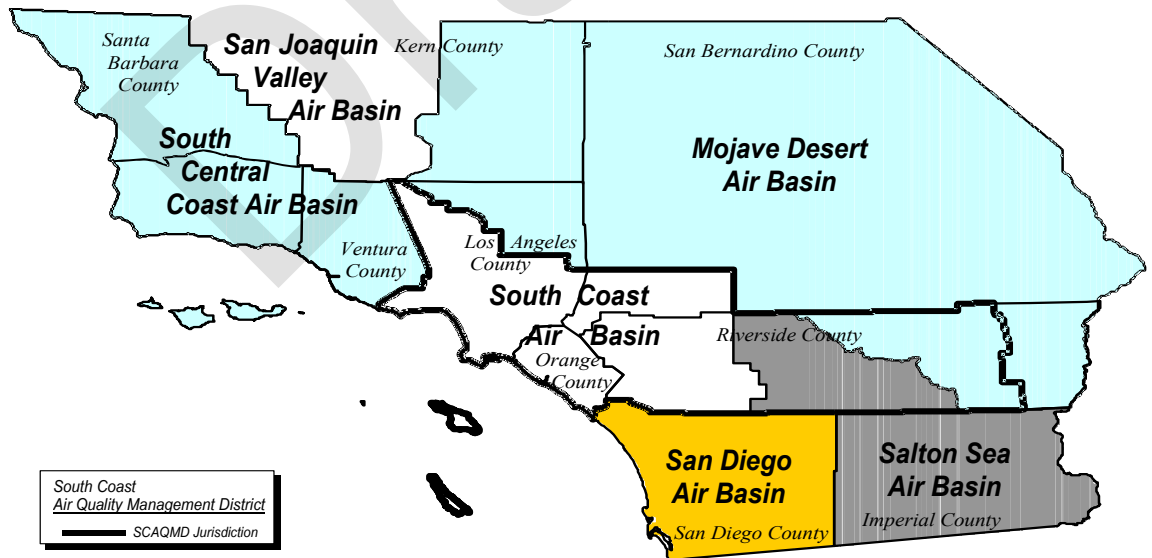 Santa
Barbara
County
San Joaquin
Valley
Air Basin
Kern County
San Bernardino County
South
Central
Coast Air Basin
Mojave Desert
Air Basin
Ventura
County
Los Angeles
County
South Coast
Air Basin
Riverside County
Orange
County
San Diego
Air Basin
San Diego County
Salton Sea
Air Basin
Imperial County
South Coast
Air Quality Management District
SCAQMD Jurisdiction